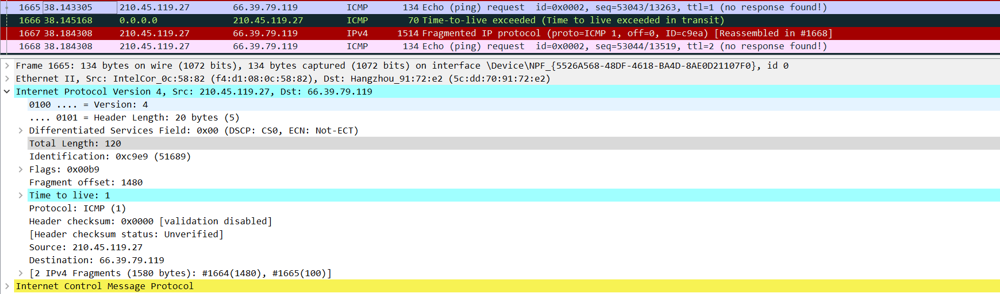 1665 38.143305 210.45.119.27 66.39.79.119 ICMP 134 Echo (ping) request id=0x0002, seq=53043/13263, ttl=1 (no response found!)
1666 38.145168 0.0.0.0 210.45.119.27 ICMP 70 Time-to-live exceeded (Time to live exceeded in transit)
1667 38.184308 210.45.119.27 66.39.79.119 IPv4 1514 Fragmented IP protocol (proto=ICMP 1, off=0, ID=c9ea) [Reassembled in #1668]
1668 38.184308 210.45.119.27 66.39.79.119 ICMP 134 Echo (ping) request id=0x0002, seq=53044/13519, ttl=2 (no response found!)
Frame 1665: 134 bytes on wire (1072 bits), 134 bytes captured (1072 bits) on interface \Device\NPF_{5526A568-48DF-4618-BA4D-8AE0D21107F0}, id 0
Ethernet II, Src: IntelCor_0c:58:82 (f4:d1:08:0c:58:82), Dst: Hangzhou_91:72:e2 (5c:dd:70:91:72:e2)
Internet Protocol Version 4, Src: 210.45.119.27, Dst: 66.39.79.119
0100 .... = Version: 4
.... 0101 = Header Length: 20 bytes (5)
Differentiated Services Field: 0x00 (DSCP: CS0, ECN: Not-ECT)
Total Length: 120
Identification: 0xc9e9 (51689)
Flags: 0x00b9
Fragment offset: 1480
Time to live: 1
Protocol: ICMP (1)
Header checksum: 0x0000 [validation disabled]
[Header checksum status: Unverified]
Source: 210.45.119.27
Destination: 66.39.79.119
[2 IPv4 Fragments (1580 bytes): #1664(1480), #1665(100)]
Internet Control Message Protocol